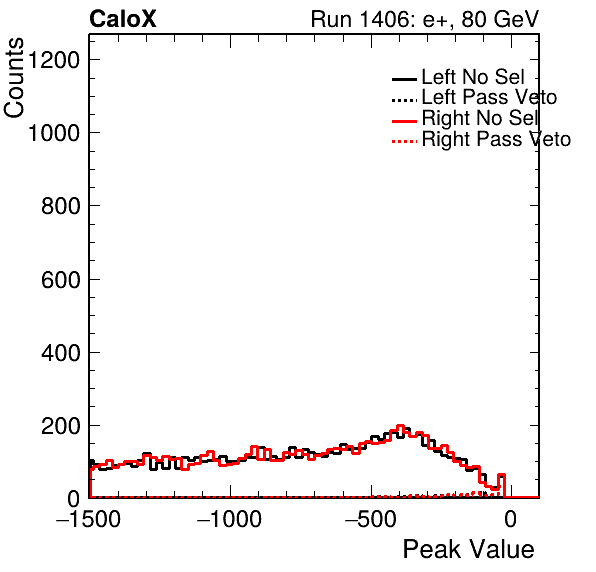 CaloX Run 1406: e+, 80 GeV
Counts
1200
1000
800
600
400
200
0
Left No Sel
Left Pass Veto
Right No Sel
Right Pass Veto
−1500 −1000 −500 0
Peak Value